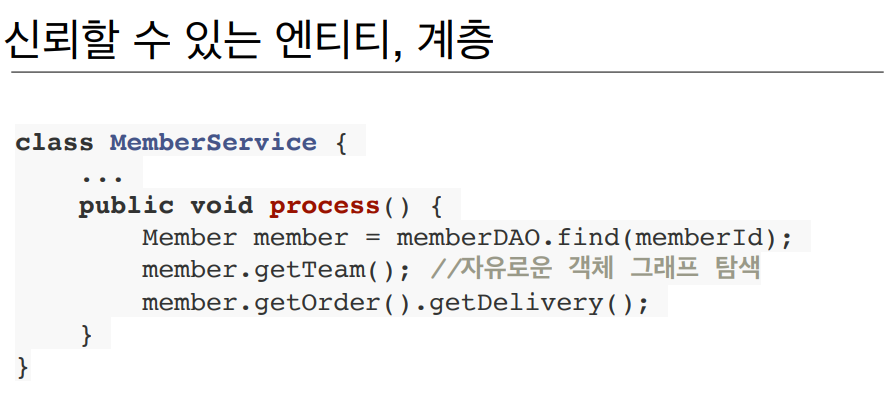 신뢰할 수 있는 엔티티, 계층
class MemberService {
    ...
    public void process() {
        Member member = memberDAO.find(memberId);
        member.getTeam(); //자유로운 객체 그래프 탐색
        member.getOrder().getDelivery();
    }
}